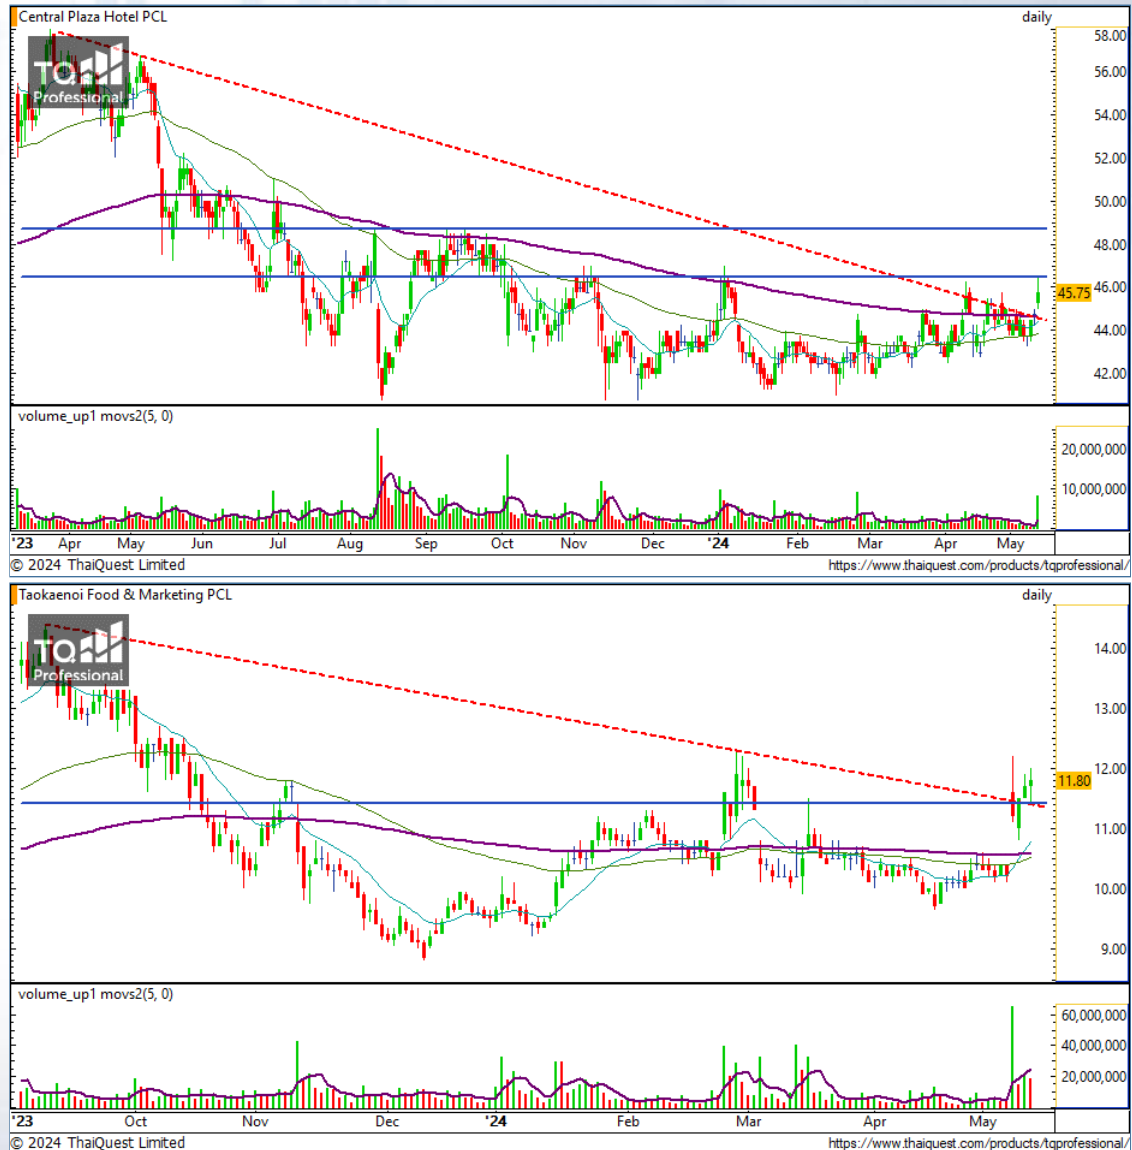 Central Plaza Hotel PCL daily
TQ
Professional
58.00
56.00
54.00
52.00
50.00
48.00
46.00
45.75
44.00
42.00
volume_up1 movs2(5, 0)
20,000,000
10,000,000
'23 Apr May Jun Jul Aug Sep Oct Nov Dec '24 Feb Mar Apr May
© 2024 ThaiQuest Limited https://www.thaiquest.com/products/tqprofessional/
Taokaenoi Food & Marketing PCL daily
TQ
Professional
14.00
13.00
12.00
11.80
11.00
10.00
9.00
volume_up1 movs2(5, 0)
60,000,000
40,000,000
20,000,000
'23 Oct Nov Dec '24 Feb Mar Apr May
© 2024 ThaiQuest Limited https://www.thaiquest.com/products/tqprofessional/